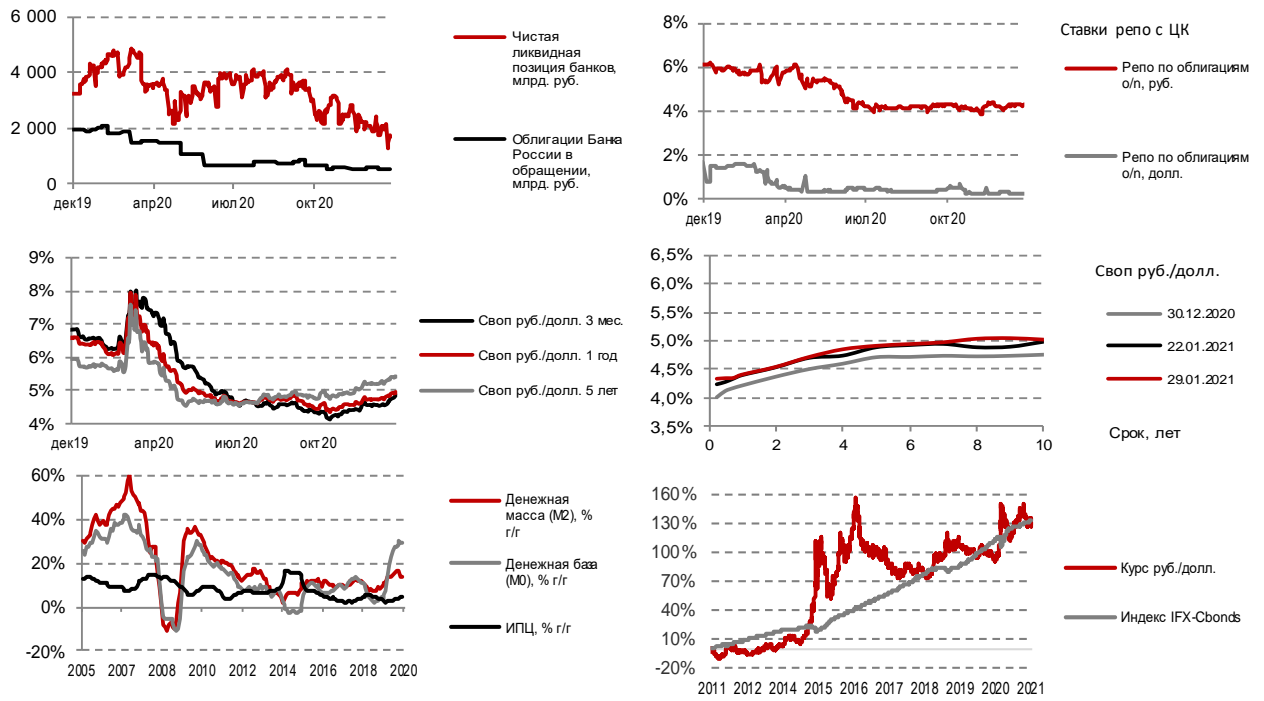 6 000
4 000
2 000
0
дек19
апр20
июл20
окт20
Чистая
ликвидная
позиция банков,
млрд. руб.
Облигации Банка
России в
обращении,
млрд. руб.
8%
6%
4%
2%
0%
дек19
апр20
июл20
окт20
Ставки репо с ЦК
Репо по облигациям
o/n, руб.
Репо по облигациям
o/n, долл.
9%
8%
7%
6%
5%
4%
дек19
апр20
июл20
окт20
Своп руб./долл. 3 мес.
Своп руб./долл. 1 год
Своп руб./долл. 5 лет
6,5%
6,0%
5,5%
5,0%
4,5%
4,0%
3,5%
0 2 4 6 8 10
Своп руб./долл.
30.12.2020
22.01.2021
29.01.2021
Срок, лет
60%
40%
20%
0%
-20%
2005 2007 2008 2010 2012 2014 2015 2016 2018 2019 2020
Денежная
масса (М2), %
г/г
Денежная база
(М0), % г/г
ИПЦ, % г/г
160%
130%
100%
70%
40%
10%
-20%
2011 2012 2014 2015 2016 2017 2018 2019 2020 2021
Курс руб./долл.
Индекс IFX-Cbonds